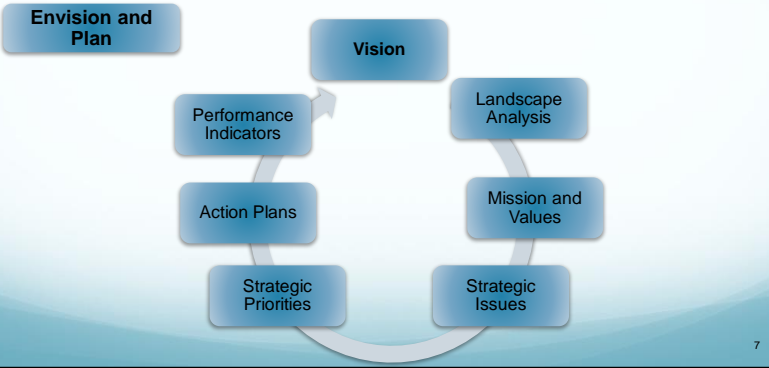 Envision and
Plan
Vision
Landscape
Analysis
Mission and
Values
Strategic
Issues
Strategic
Priorities
Action Plans
Performance
Indicators
7